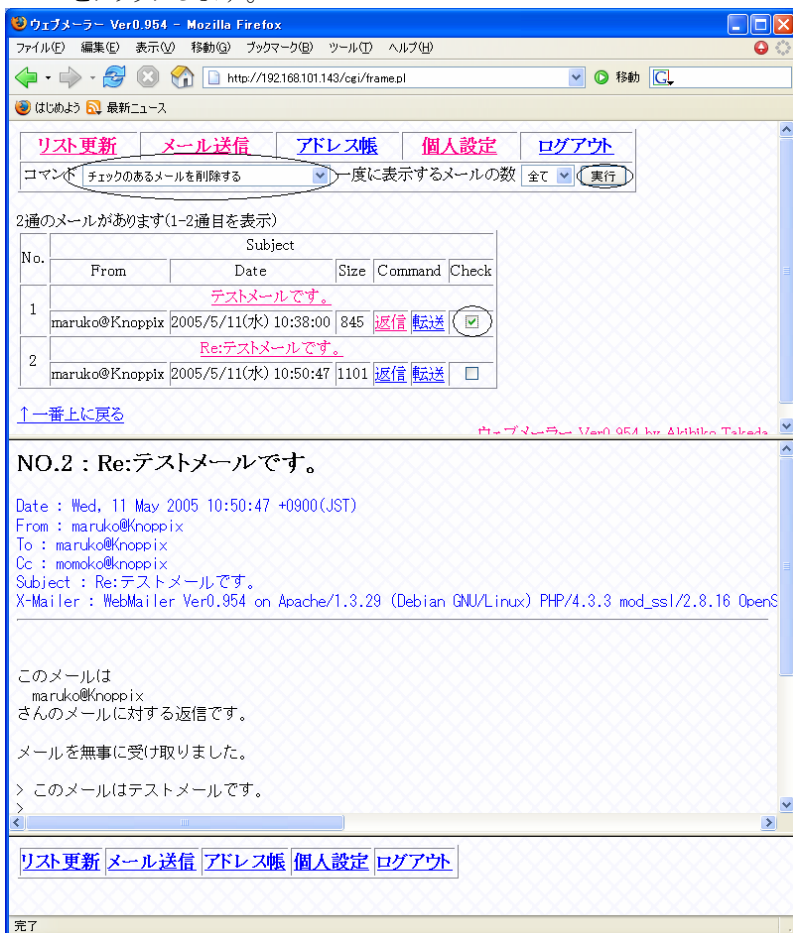 ウェブメーラー Ver0.954 - Mozilla Firefox
ファイル(F) 編集(E) 表示(V) 移動(G) ブックマーク(B) ツール(T) ヘルプ(H)
http://192.168.101.143/cgi/frame.pl 移動 G
はじめよう 最新ニュース
リスト更新 メール送信 アドレス帳 個人設定 ログアウト
コマンド チェックのあるメールを削除する 一度に表示するメールの数 全て 実行
2通のメールがあります(1-2通目を表示)
No. Subject
From Date Size Command Check
1 テストメールです。
maruko@Knoppix 2005/5/11(水) 10:38:00 845 返信 転送
2 Re:テストメールです。
maruko@Knoppix 2005/5/11(水) 10:50:47 1101 返信 転送
↑一番上に戻る
ウェブメーラー Ver0.954 by Akihiko Takeda
NO.2 : Re:テストメールです。
Date : Wed, 11 May 2005 10:50:47 +0900(JST)
From : maruko@Knoppix
To : maruko@Knoppix
Cc : momoko@knoppix
Subject : Re:テストメールです。
X-Mailer : WebMailer Ver0.954 on Apache/1.3.29 (Debian GNU/Linux) PHP/4.3.3 mod_ssl/2.8.16 OpenS
このメールは
maruko@Knoppix
さんのメールに対する返信です。
メールを無事に受け取りました。
> このメールはテストメールです。
>
リスト更新 メール送信 アドレス帳 個人設定 ログアウト
完了